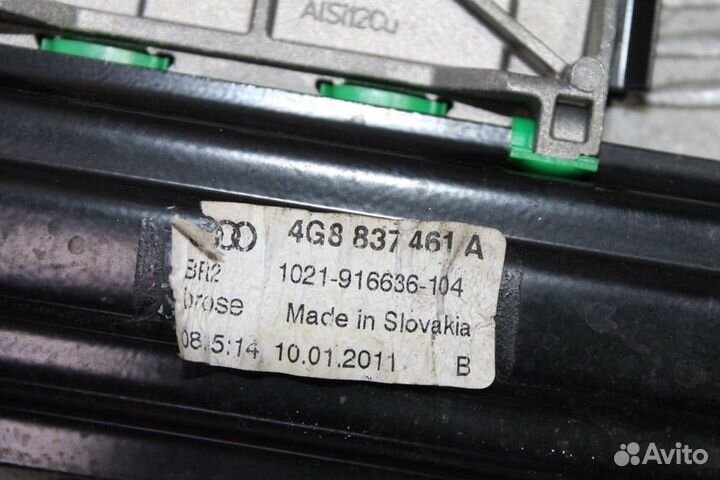 AlSi12Cu
4G8 837 461 A
BR2 1021-916636-104
brose Made in Slovakia
08:5:14 10.01.2011 B
Avito